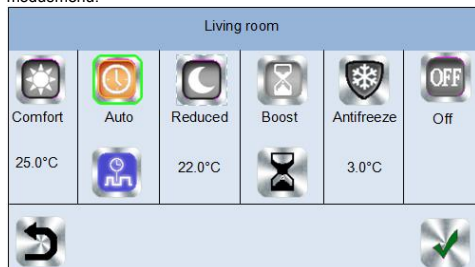 Living room
OFF
Comfort Auto Reduced Boost Antifreeze Off
25.0°C 22.0°C 3.0°C